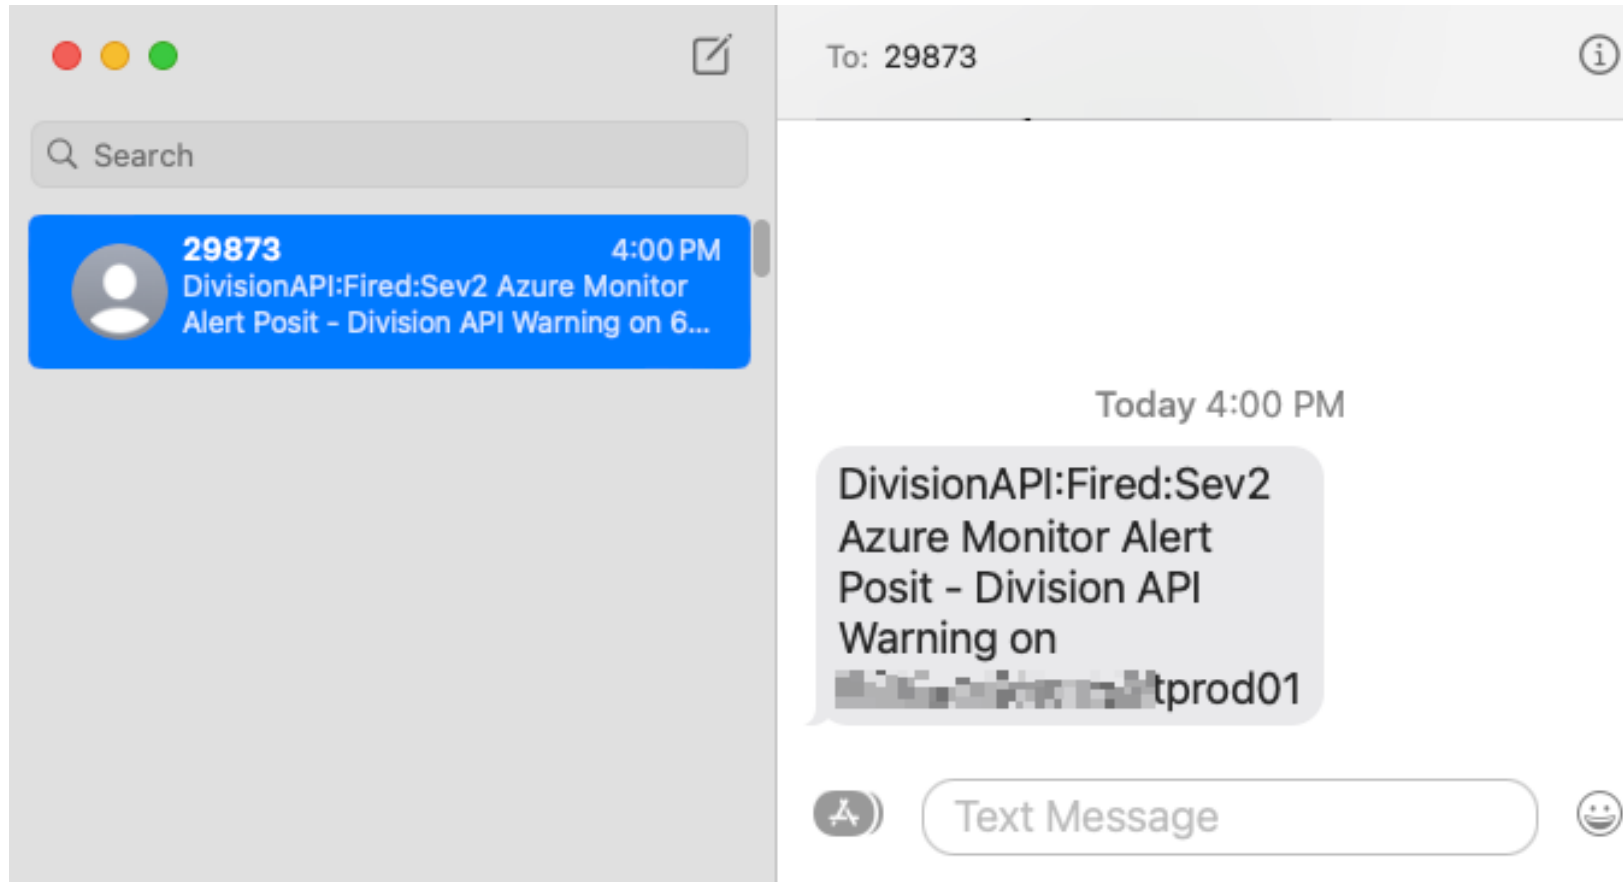 Search
29873
4:00 PM
DivisionAPI:Fired:Sev2 Azure Monitor
Alert Posit - Division API Warning on 6...
To: 29873
Today 4:00 PM
DivisionAPI:Fired:Sev2
Azure Monitor Alert
Posit - Division API
Warning on
tprod01
Text Message